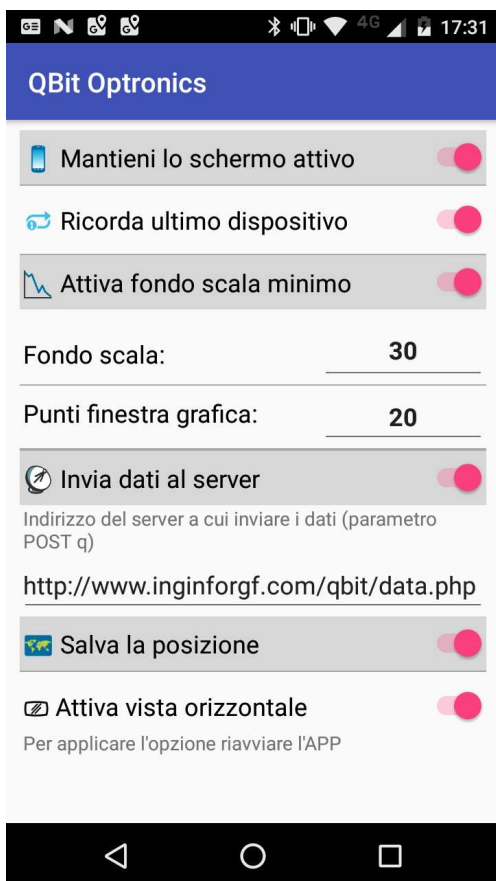 GE N G G 4G 17:31
QBit Optronics
Mantieni lo schermo attivo
Ricorda ultimo dispositivo
Attiva fondo scala minimo
Fondo scala: 30
Punti finestra grafica: 20
Invia dati al server
Indirizzo del server a cui inviare i dati (parametro
POST q)
http://www.inginforgf.com/qbit/data.php
Salva la posizione
Attiva vista orizzontale
Per applicare l'opzione riavviare l'APP